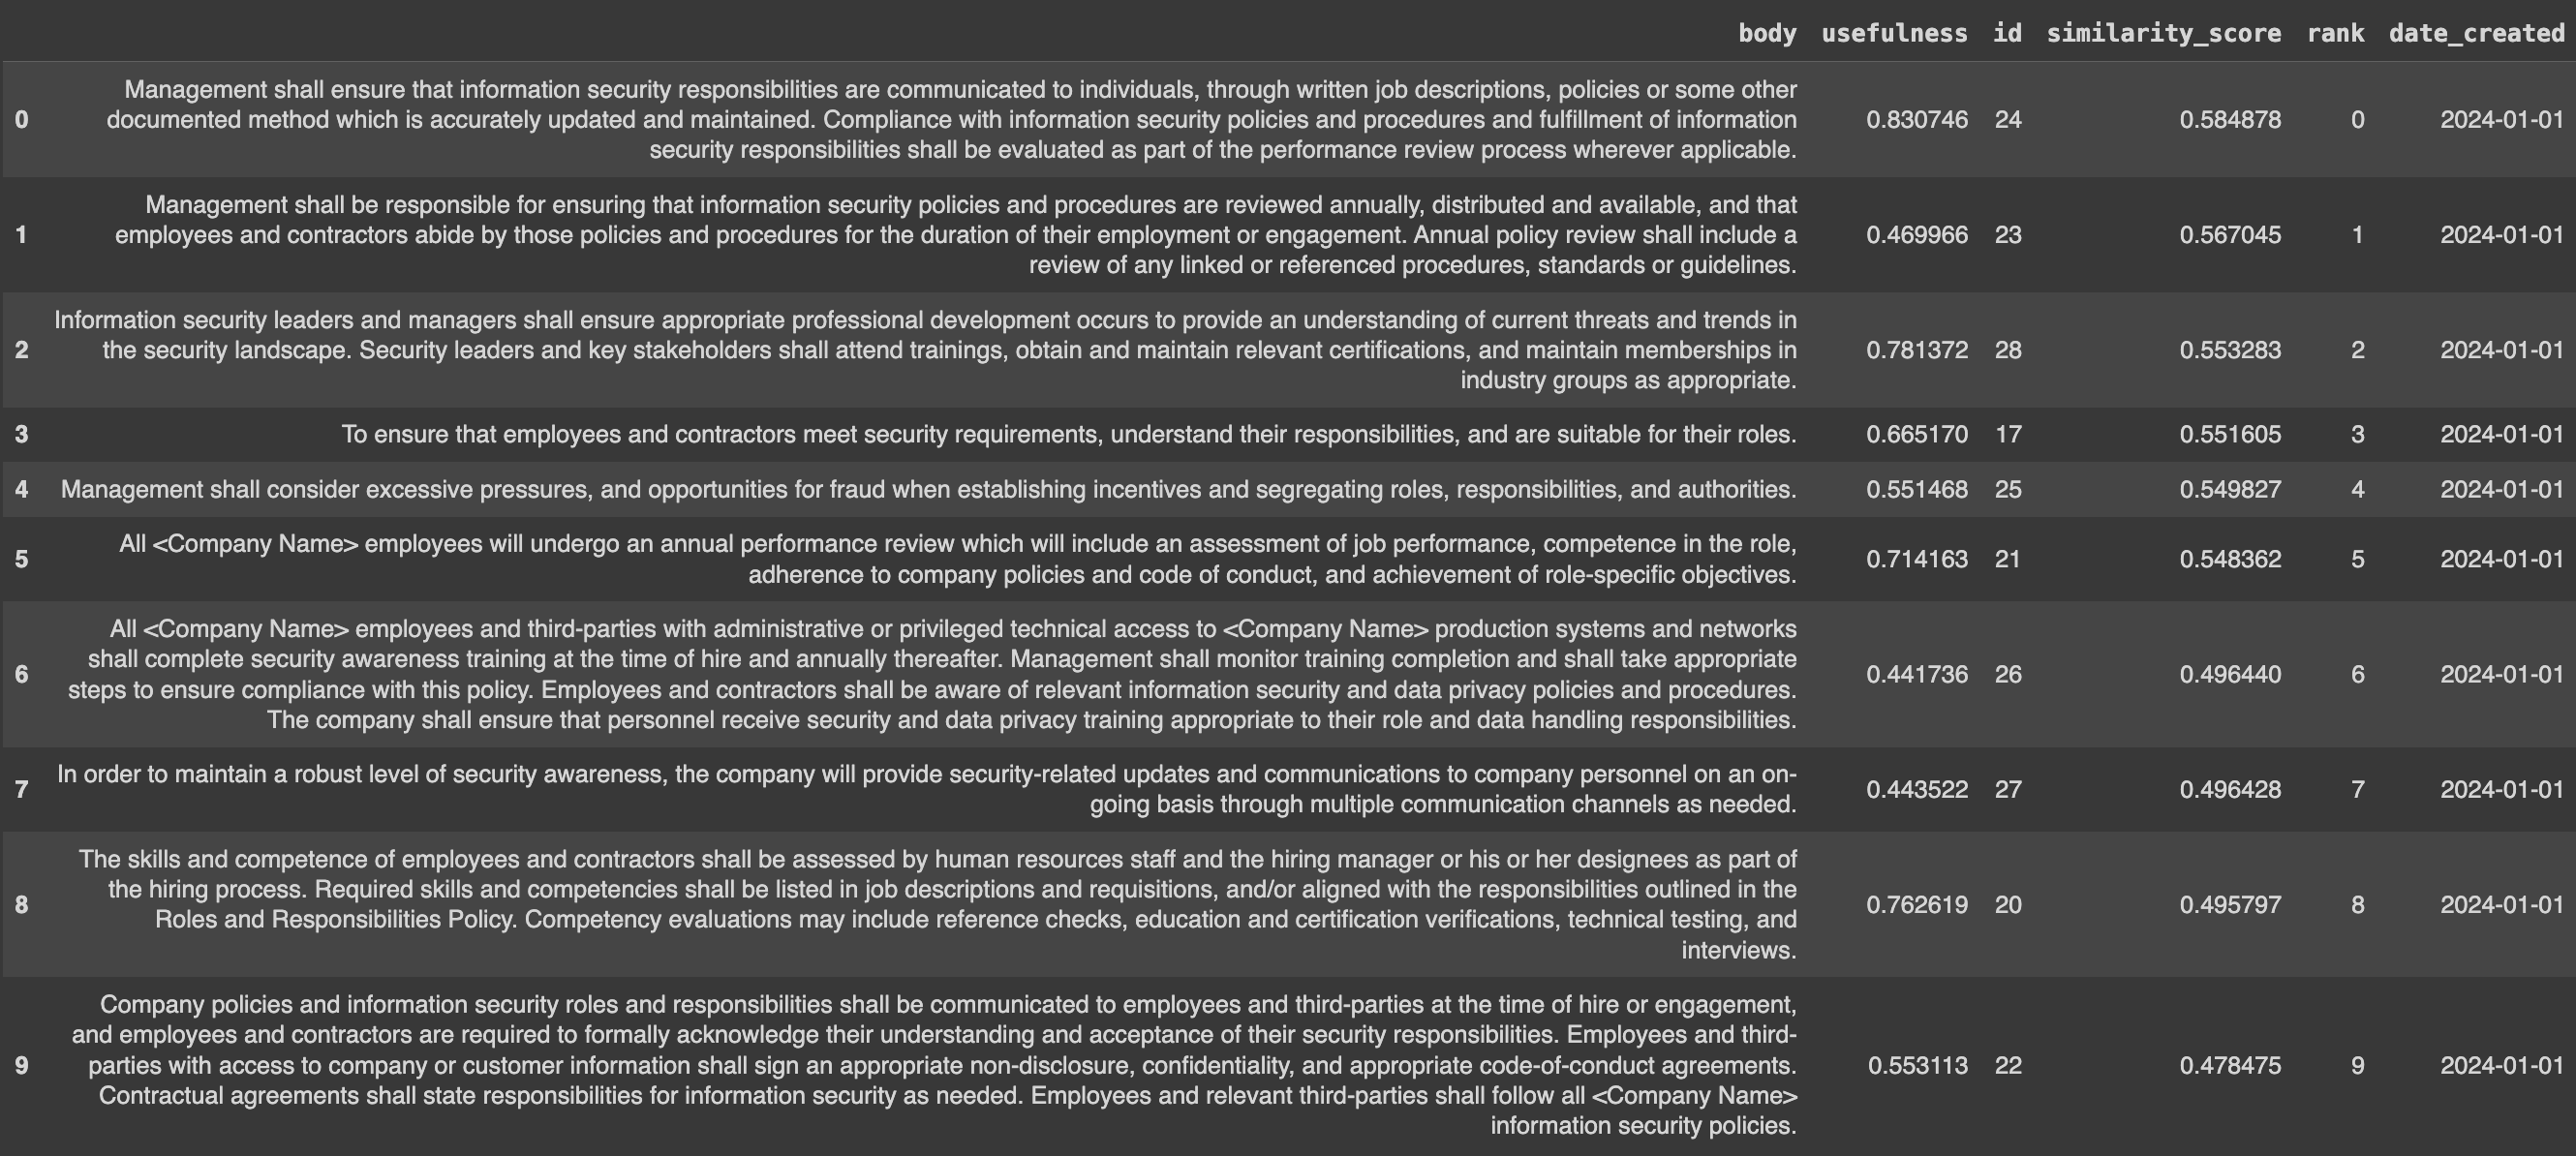 body usefulness id similarity_score rank date_created
Management shall ensure that information security responsibilities are communicated to individuals, through written job descriptions, policies or some other
0 documented method which is accurately updated and maintained. Compliance with information security policies and procedures and fulfillment of information 0.830746 24 0.584878 0 2024-01-01
security responsibilities shall be evaluated as part of the performance review process wherever applicable.
Management shall be responsible for ensuring that information security policies and procedures are reviewed annually, distributed and available, and that
1 employees and contractors abide by those policies and procedures for the duration of their employment or engagement. Annual policy review shall include a 0.469966 23 0.567045 1 2024-01-01
review of any linked or referenced procedures, standards or guidelines.
Information security leaders and managers shall ensure appropriate professional development occurs to provide an understanding of current threats and trends in
2 the security landscape. Security leaders and key stakeholders shall attend trainings, obtain and maintain relevant certifications, and maintain memberships in 0.781372 28 0.553283 2 2024-01-01
industry groups as appropriate.
3 To ensure that employees and contractors meet security requirements, understand their responsibilities, and are suitable for their roles. 0.665170 17 0.551605 3 2024-01-01
4 Management shall consider excessive pressures, and opportunities for fraud when establishing incentives and segregating roles, responsibilities, and authorities. 0.551468 25 0.549827 4 2024-01-01
All <Company Name> employees will undergo an annual performance review which will include an assessment of job performance, competence in the role,
5 adherence to company policies and code of conduct, and achievement of role-specific objectives. 0.714163 21 0.548362 5 2024-01-01
All <Company Name> employees and third-parties with administrative or privileged technical access to <Company Name> production systems and networks
shall complete security awareness training at the time of hire and annually thereafter. Management shall monitor training completion and shall take appropriate
6 steps to ensure compliance with this policy. Employees and contractors shall be aware of relevant information security and data privacy policies and procedures. 0.441736 26 0.496440 6 2024-01-01
The company shall ensure that personnel receive security and data privacy training appropriate to their role and data handling responsibilities.
In order to maintain a robust level of security awareness, the company will provide security-related updates and communications to company personnel on an on-
7 going basis through multiple communication channels as needed. 0.443522 27 0.496428 7 2024-01-01
The skills and competence of employees and contractors shall be assessed by human resources staff and the hiring manager or his or her designees as part of
the hiring process. Required skills and competencies shall be listed in job descriptions and requisitions, and/or aligned with the responsibilities outlined in the
8 Roles and Responsibilities Policy. Competency evaluations may include reference checks, education and certification verifications, technical testing, and 0.762619 20 0.495797 8 2024-01-01
interviews.
Company policies and information security roles and responsibilities shall be communicated to employees and third-parties at the time of hire or engagement,
and employees and contractors are required to formally acknowledge their understanding and acceptance of their security responsibilities. Employees and third-
9 parties with access to company or customer information shall sign an appropriate non-disclosure, confidentiality, and appropriate code-of-conduct agreements. 0.553113 22 0.478475 9 2024-01-01
Contractual agreements shall state responsibilities for information security as needed. Employees and relevant third-parties shall follow all <Company Name>
information security policies.